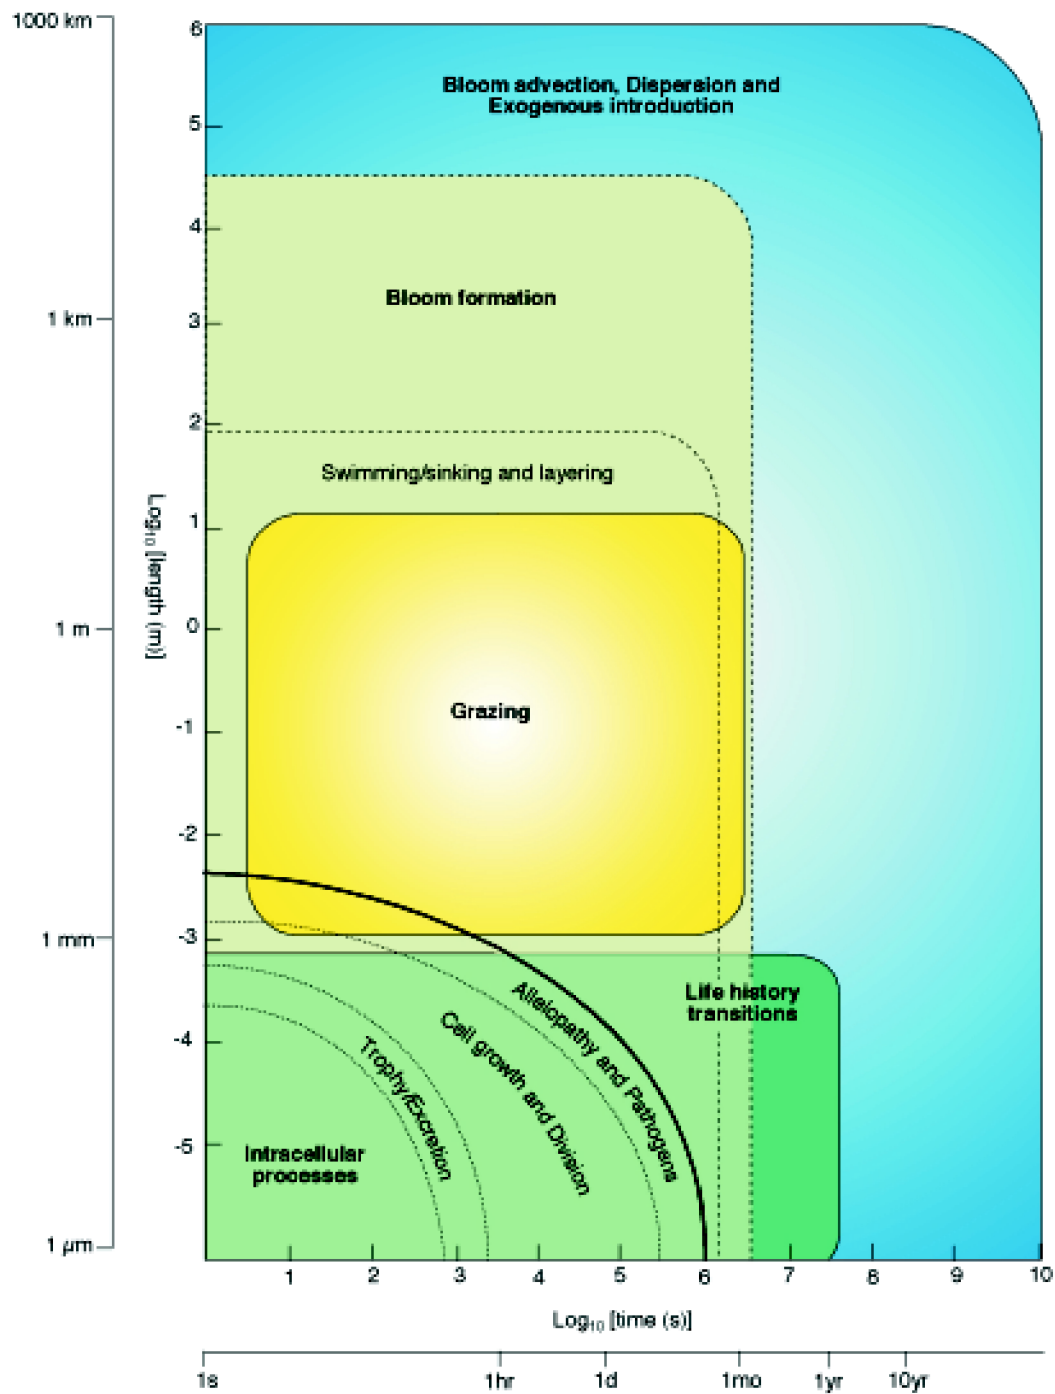 1000 km
1 km
1 m
1 mm
1 µm
6
5
4
3
2
1
0
-1
-2
-3
-4
-5
Log10 [length (m)]
Bloom advection, Dispersion and
Exogenous introduction
Bloom formation
Swimming/sinking and layering
Grazing
Life history
transitions
Allelopathy and Pathogens
Cell growth and Division
Trophy/Excretion
Intracellular
processes
1 2 3 4 5 6 7 8 9 10
Log10 [time (s)]
1s 1hr 1d 1mo 1yr 10yr